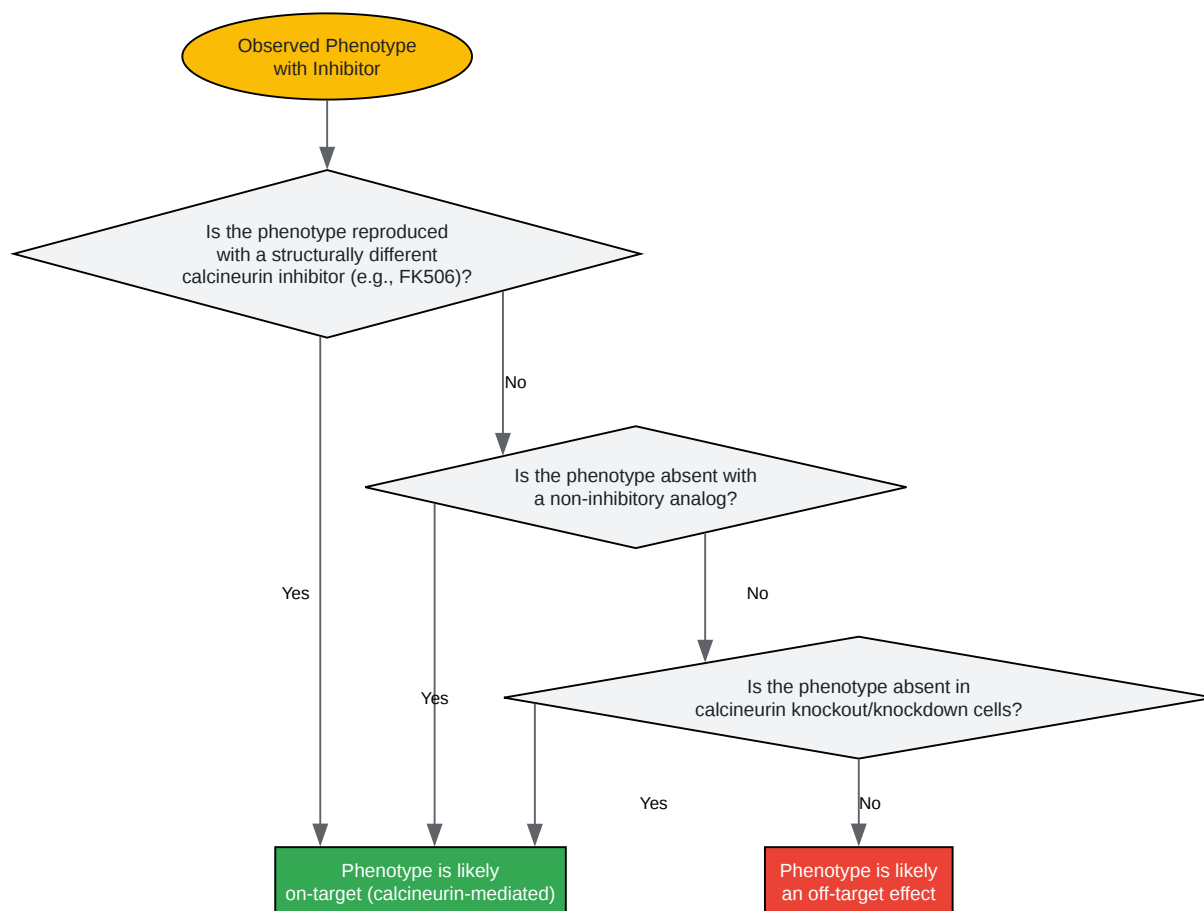 Observed Phenotype
with Inhibitor
Is the phenotype reproduced
with a structurally different
calcineurin inhibitor (e.g., FK506)?
No
Is the phenotype absent with
a non-inhibitory analog?
Yes
No
Is the phenotype absent in
calcineurin knockout/knockdown cells?
Yes
Yes
No
Phenotype is likely
on-target (calcineurin-mediated)
Phenotype is likely
an off-target effect